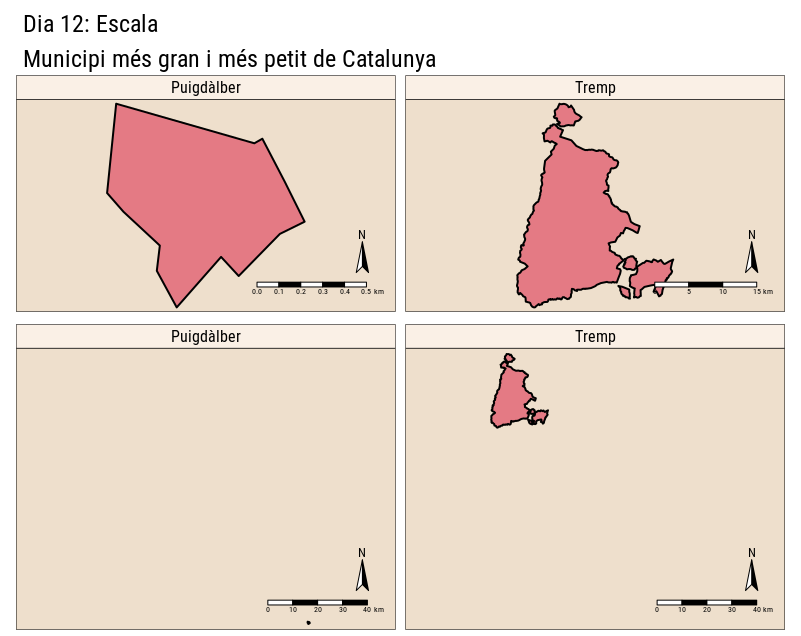 Dia 12: Escala
Municipi més gran i més petit de Catalunya
Puigdàlber
N
0.0 0.1 0.2 0.3 0.4 0.5 km
Tremp
N
5 10 15 km
Puigdàlber
N
0 10 20 30 40 km
Tremp
N
0 10 20 30 40 km